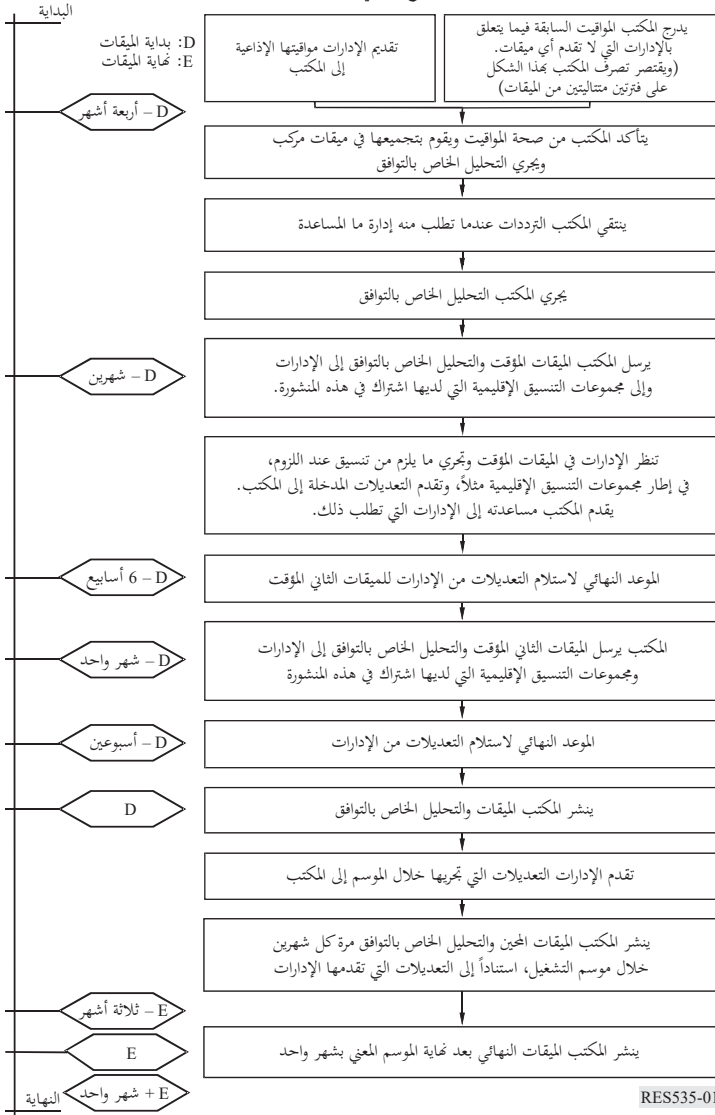 البداية
D: بداية الميقات
E: نهاية الميقات
يدرج المكتب المواقيت السابقة فيما يتعلق
بالإدارات التي لا تقدم أي ميقات.
(ويقتصر تصرف المكتب بهذا الشكل
على فترتين متتاليتين من الميقات)
تقديم الإدارات مواقيتها الإذاعية
إلى المكتب
D – أربعة أشهر
يتأكد المكتب من صحة المواقيت ويقوم بتجميعها في ميقات مركب
ويجري التحليل الخاص بالتوافق
ينتقي المكتب الترددات عندما تطلب منه إدارة ما المساعدة
يجري المكتب التحليل الخاص بالتوافق
D – شهرين
يرسل المكتب الميقات المؤقت والتحليل الخاص بالتوافق إلى الإدارات
وإلى مجموعات التنسيق الإقليمية التي لديها اشتراك في هذه المنشورة.
تنظر الإدارات في الميقات المؤقت وتجري ما يلزم من تنسيق عند اللزوم،
في إطار مجموعات التنسيق الإقليمية مثلاً، وتقدم التعديلات المدخلة إلى المكتب.
يقدم المكتب مساعدته إلى الإدارات التي تطلب ذلك.
D – 6 أسابيع
الموعد النهائي لاستلام التعديلات من الإدارات للميقات الثاني المؤقت
D – شهر واحد
المكتب يرسل الميقات الثاني المؤقت والتحليل الخاص بالتوافق إلى الإدارات
ومجموعات التنسيق الإقليمية التي لديها اشتراك في هذه المنشورة
D – أسبوعين
الموعد النهائي لاستلام التعديلات من الإدارات
D
ينشر المكتب الميقات والتحليل الخاص بالتوافق
تقدم الإدارات التعديلات التي تجريها خلال الموسم إلى المكتب
ينشر المكتب الميقات المحين والتحليل الخاص بالتوافق مرة كل شهرين
خلال موسم التشغيل، استناداً إلى التعديلات التي تقدمها الإدارات
E – ثلاثة أشهر
E
ينشر المكتب الميقات النهائي بعد نهاية الموسم المعني بشهر واحد
E + شهر واحد
النهاية
RES535-01